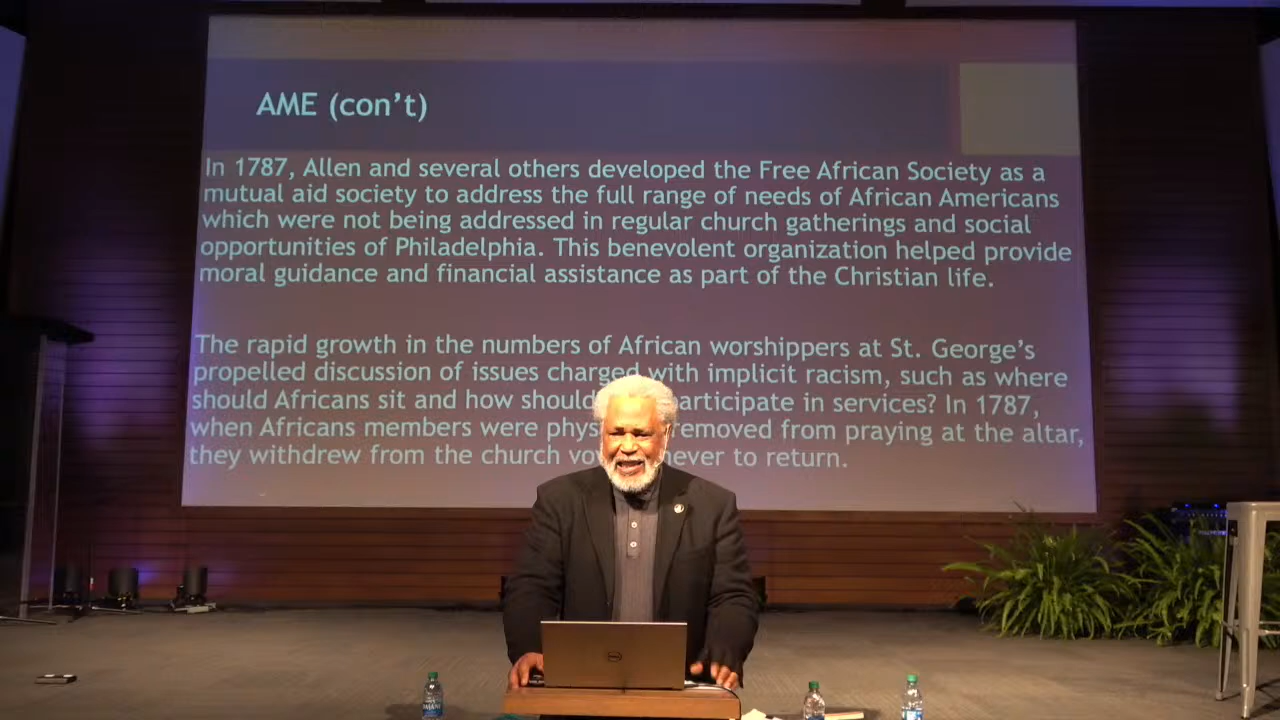 AME (con’t)
In 1787, Allen and several others developed the Free African Society as a
mutual aid society to address the full range of needs of African Americans
which were not being addressed in regular church gatherings and social
opportunities of Philadelphia. This benevolent organization helped provide
moral guidance and financial assistance as part of the Christian life.
The rapid growth in the numbers of African worshippers at St. George’s
propelled discussion of issues charged with implicit racism, such as where
should Africans sit and how should articipate in services? In 1787,
when Africans members were phys removed from praying at the altar,
they withdrew from the church vo never to return.
DELL
DASANI